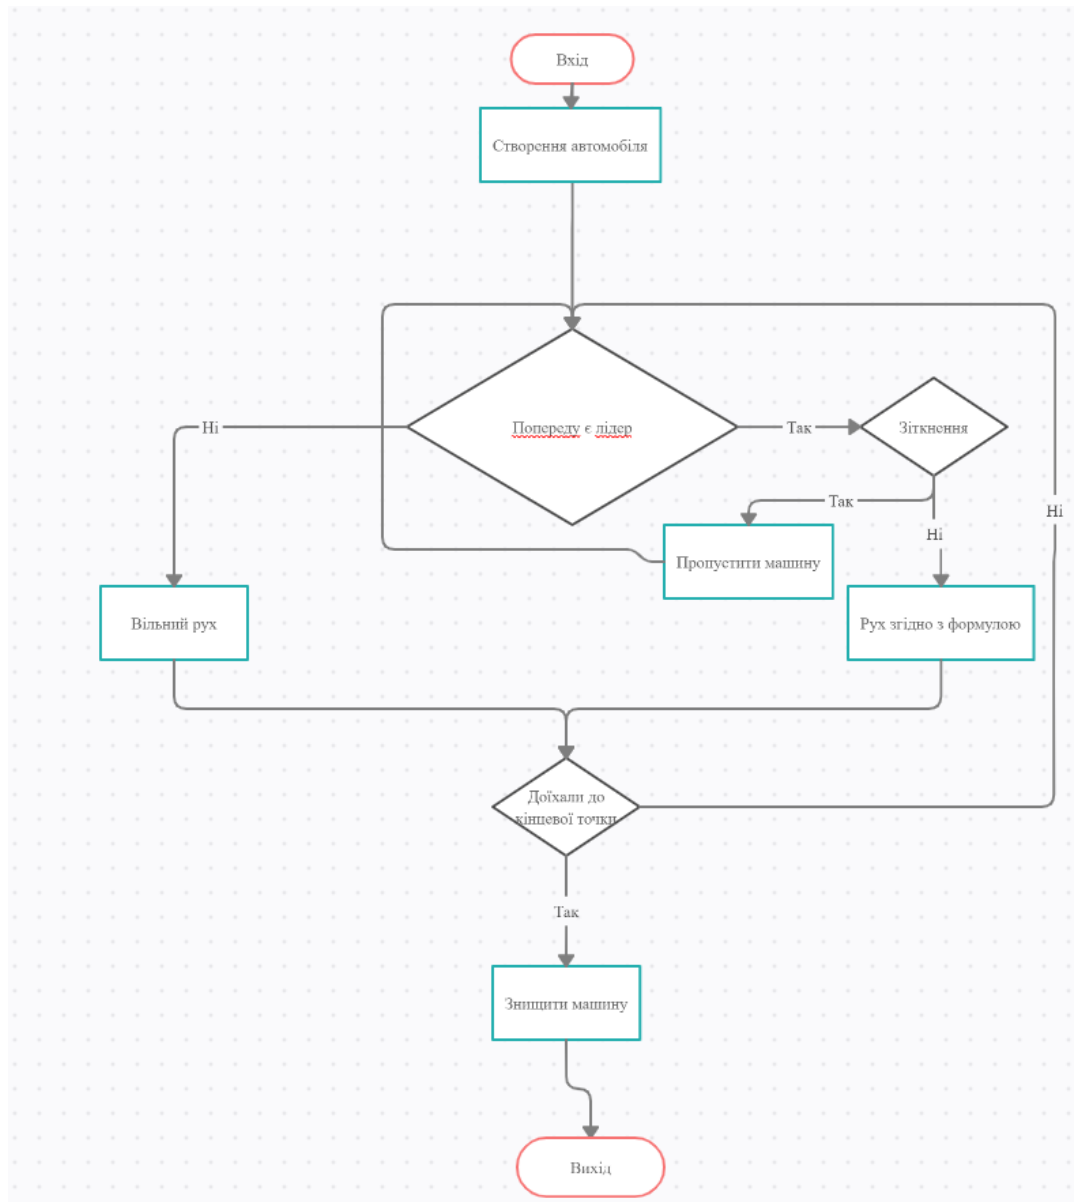 Вхід
Створення автомобіля
Ні
Попереду є лідер
Так
Зіткнення
Так
Ні
Ні
Пропустити машину
Вільний рух
Рух згідно з формулою
Доїхали до
кінцевої точки
Так
Знищити машину
Вихід